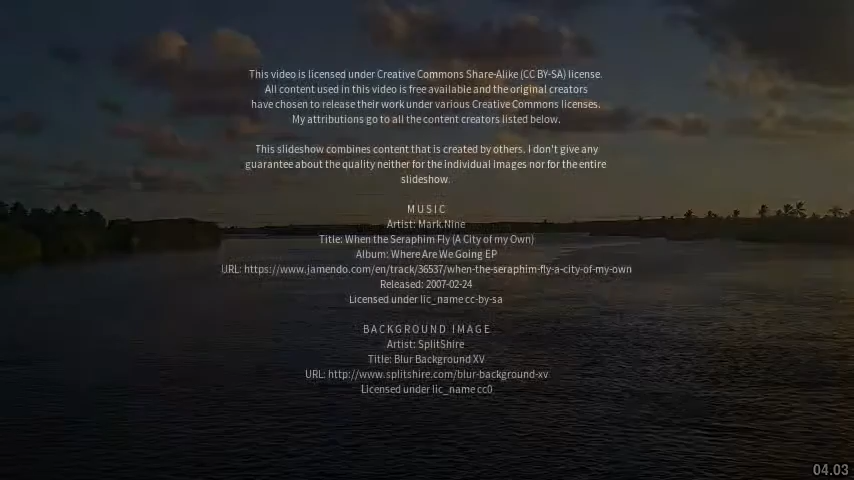 This video is licensed under Creative Commons Share-Alike (CC BY-SA) license.
All content used in this video is free available and the original creators
have chosen to release their work under various Creative Commons licenses.
My attributions go to all the content creators listed below.
This slideshow combines content that is created by others. I don't give any
guarantee about the quality neither for the individual Images nor for the entire
slideshow.
MUSIC
Artist: Mark.Nine
Title: When the Seraphim Fly (A City of my Own)
Album: Where Are We Going EP
URL: https://www.jamendo.com/en/track/36537/when-the-seraphim-fly-a-city-of-my-own
Released: 2007-02-24
Licensed under lic_name cc-by-sa
BACKGROUND IMAGE
Artist: SplitShire
Title: Blur Background XV
URL: http://www.splitshire.com/blur-background-xv
Licensed under lic_name cc0
04.03